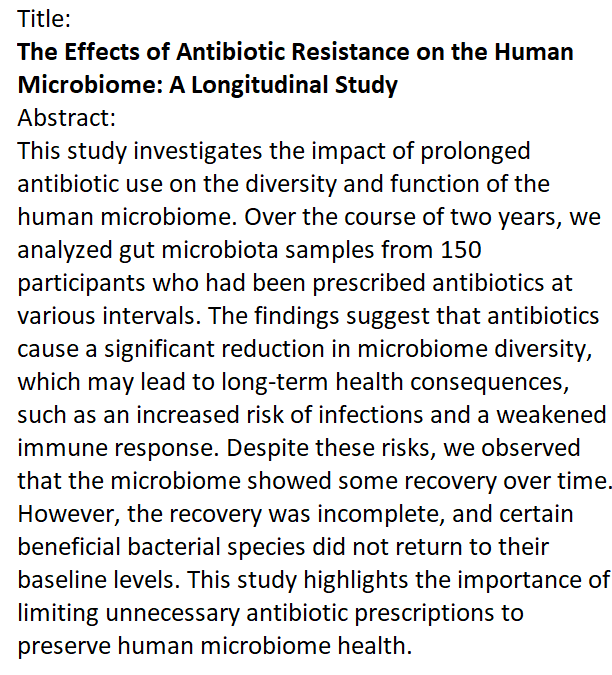 Title:
The Effects of Antibiotic Resistance on the Human
Microbiome: A Longitudinal Study
Abstract:
This study investigates the impact of prolonged
antibiotic use on the diversity and function of the
human microbiome. Over the course of two years, we
analyzed gut microbiota samples from 150
participants who had been prescribed antibiotics at
various intervals. The findings suggest that antibiotics
cause a significant reduction in microbiome diversity,
which may lead to long-term health consequences,
such as an increased risk of infections and a weakened
immune response. Despite these risks, we observed
that the microbiome showed some recovery over time.
However, the recovery was incomplete, and certain
beneficial bacterial species did not return to their
baseline levels. This study highlights the importance of
limiting unnecessary antibiotic prescriptions to
preserve human microbiome health.